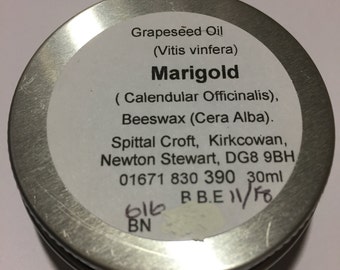 Grapeseed Oil
(Vitis vinfera)
Marigold
( Calendular Officinalis),
Beeswax (Cera Alba).
Spittal Croft, Kirkcowan,
Newton Stewart, DG8 9BH
01671 830 390 30ml
B.B.E 11/18
616
BN